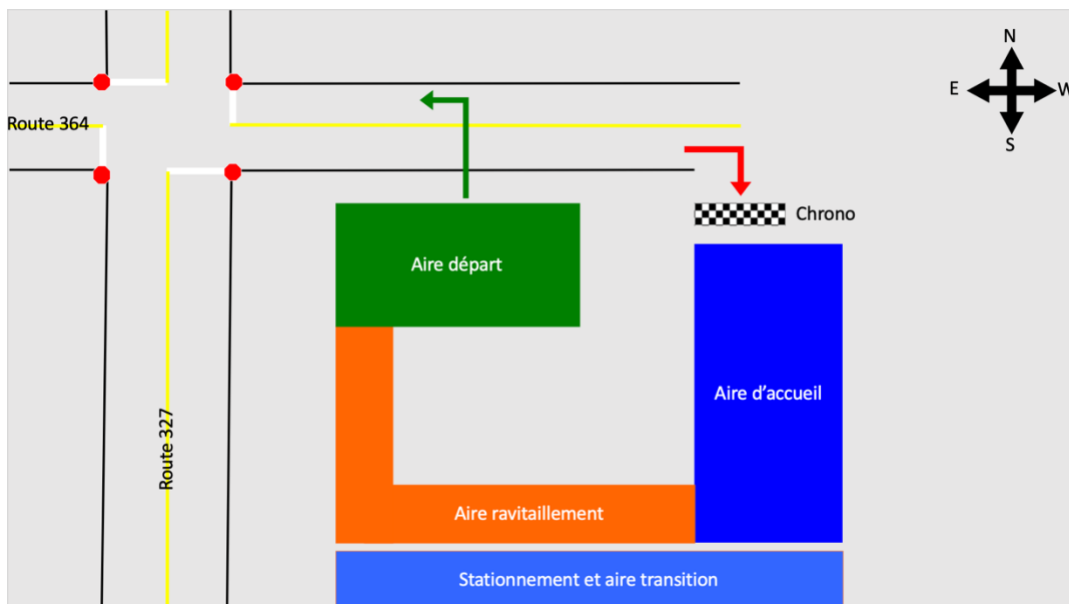 N
E
W
S
Route 364
Chrono
Aire départ
Aire d'accueil
Route 327
Aire ravitaillement
Stationnement et aire transition